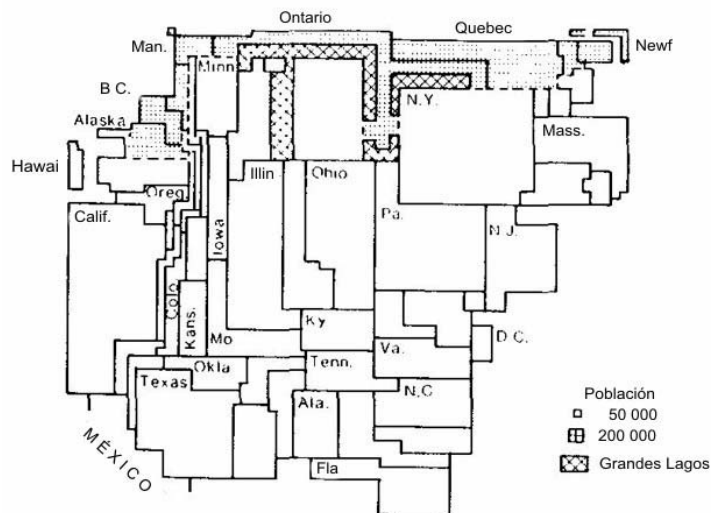 Ontario
Quebec
Man.
Newf
Minn
B C.
N.Y.
Alaska
Mass.
Hawai
Illin
Ohio
Oreg
Pa.
Calif.
N J.
Iowa
Colo
Kans.
Ky
Mo
D C.
Va.
Tenn.
Okla
Texas
N.C
Ala.
Población
50 000
200 000
MÉXICO
Fla
Grandes Lagos